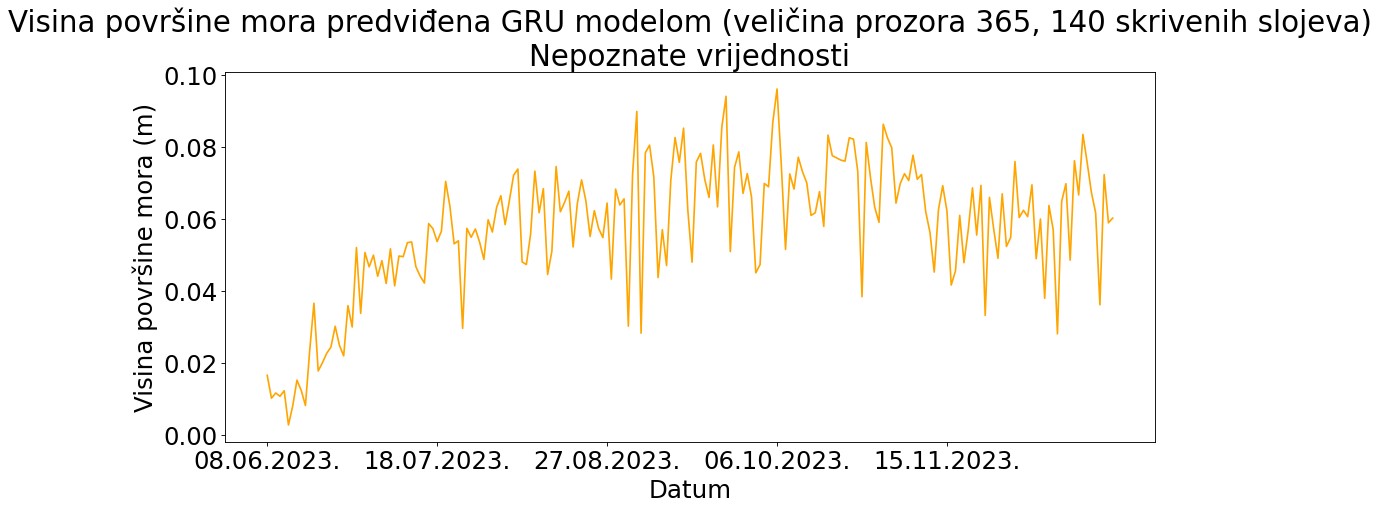 Visina površine mora predviđena GRU modelom (veličina prozora 365, 140 skrivenih slojeva)
Nepoznate vrijednosti
Visina površine mora (m)
0.10
0.08
0.06
0.04
0.02
0.00
08.06.2023. 18.07.2023. 27.08.2023. 06.10.2023. 15.11.2023.
Datum